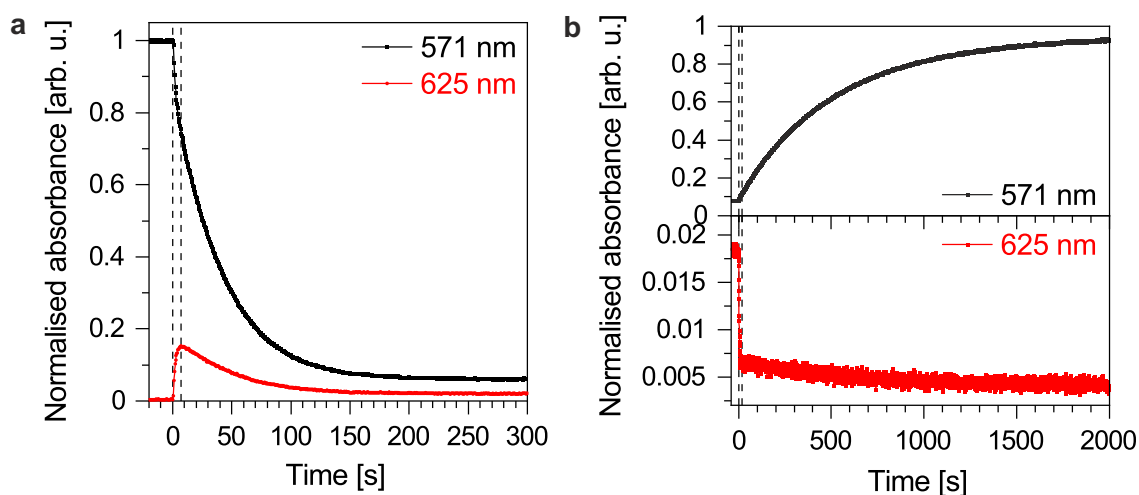 a
Normalised absorbance [arb. u.]
1
0.8
0.6
0.4
0.2
0
571 nm
625 nm
0 50 100 150 200 250 300
Time [s]
b
Normalised absorbance [arb. u.]
1
0.8
0.6
0.4
0.2
0
571 nm
0.02
0.015
0.01
0.005
625 nm
0 500 1000 1500 2000
Time [s]